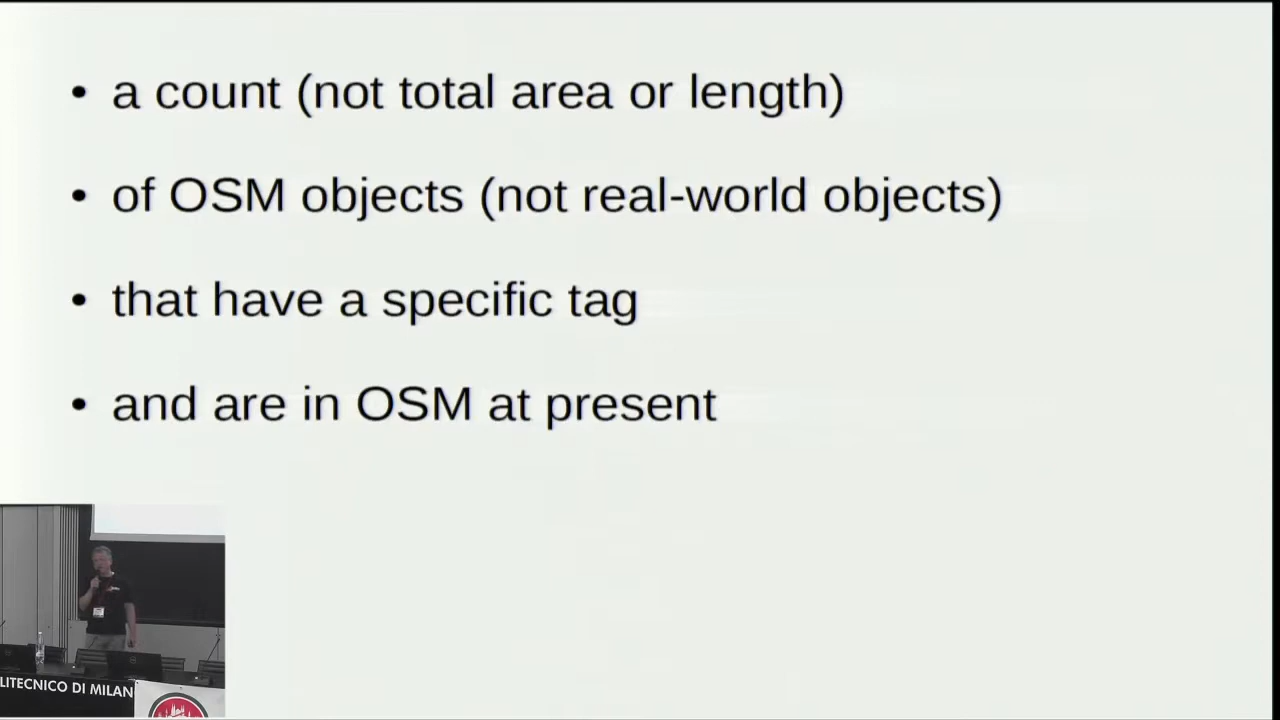 • a count (not total area or length)
• of OSM objects (not real-world objects)
• that have a specific tag
• and are in OSM at present
LITECNICO DI MILAN